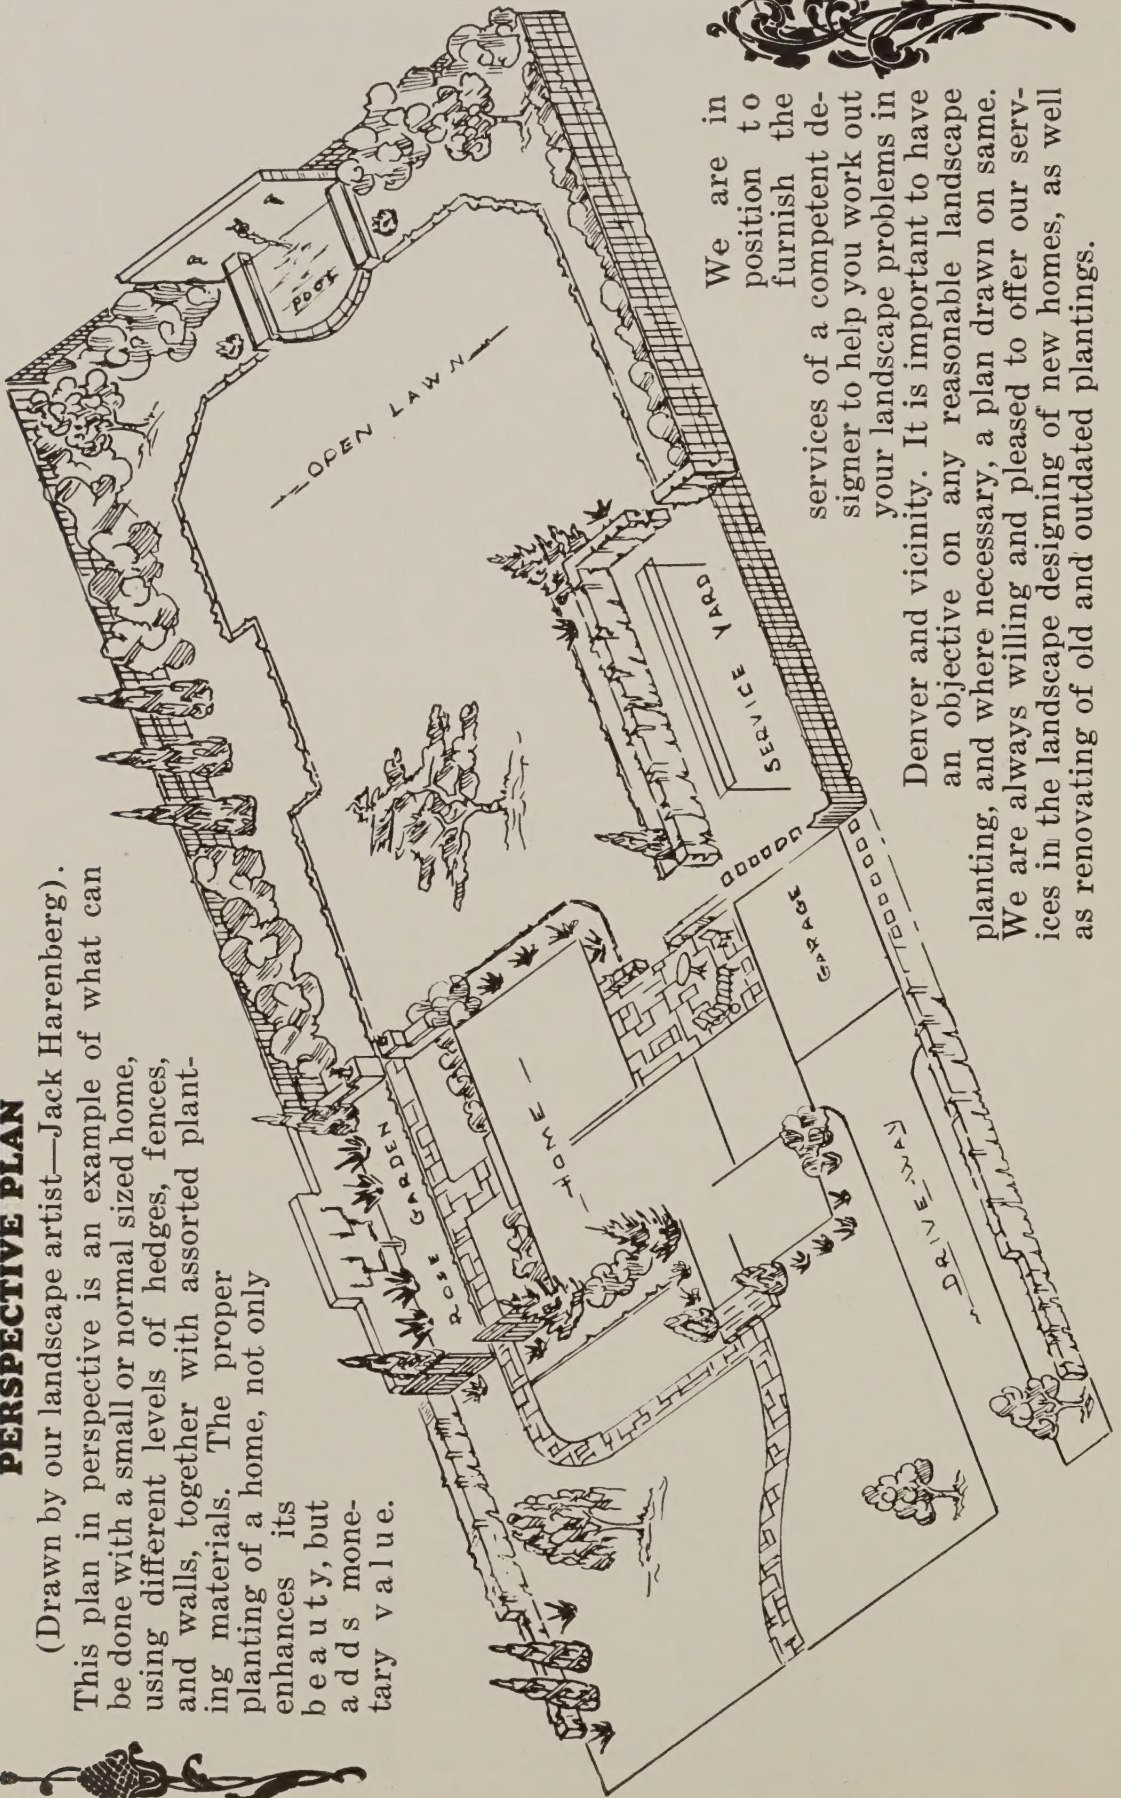 PERSPECTIVE PLAN
(Drawn by our landscape artist—Jack Harenberg).
This plan in perspective is an example of what can
be done with a small or normal sized home,
using different levels of hedges, fences,
and walls, together with assorted plant-
ing materials. The proper
planting of a home, not only
enhances its
beauty, but
adds mone-
tary value.
POOL
OPEN LAWN
ROSE GARDEN
HOME
SERVICE YARD
GARAGE
DRIVE-WAY
We are in
position to
furnish the
services of a competent de-
signer to help you work out
your landscape problems in
Denver and vicinity. It is important to have
an objective on any reasonable landscape
planting, and where necessary, a plan drawn on same.
We are always willing and pleased to offer our serv-
ices in the landscape designing of new homes, as well
as renovating of old and outdated plantings.